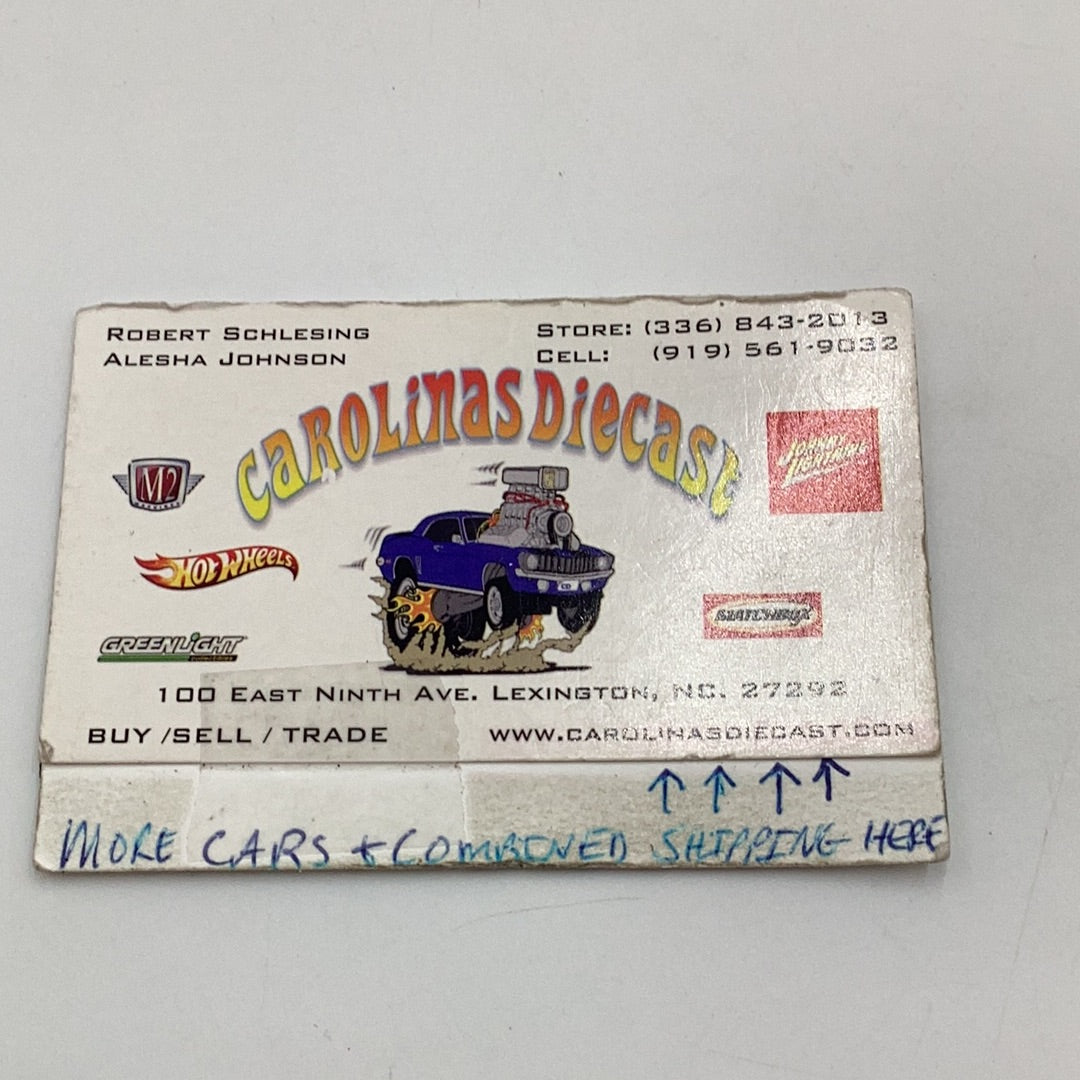 ROBERT SCHLESING
ALESHA JOHNSON
STORE: (336) 843-2013
CELL: (919) 561-9032
CAROLINAS DIECAST
M2
MACHINES
JOHNNY
LIGHTNING
HOT WHEELS
MATCHBOX
GREENLIGHT
COLLECTIBLES
100 EAST NINTH AVE. LEXINGTON, NC. 27292
BUY /SELL / TRADE
WWW.CAROLINASDIECAST.COM
MORE CARS + COMBINED SHIPPING HERE